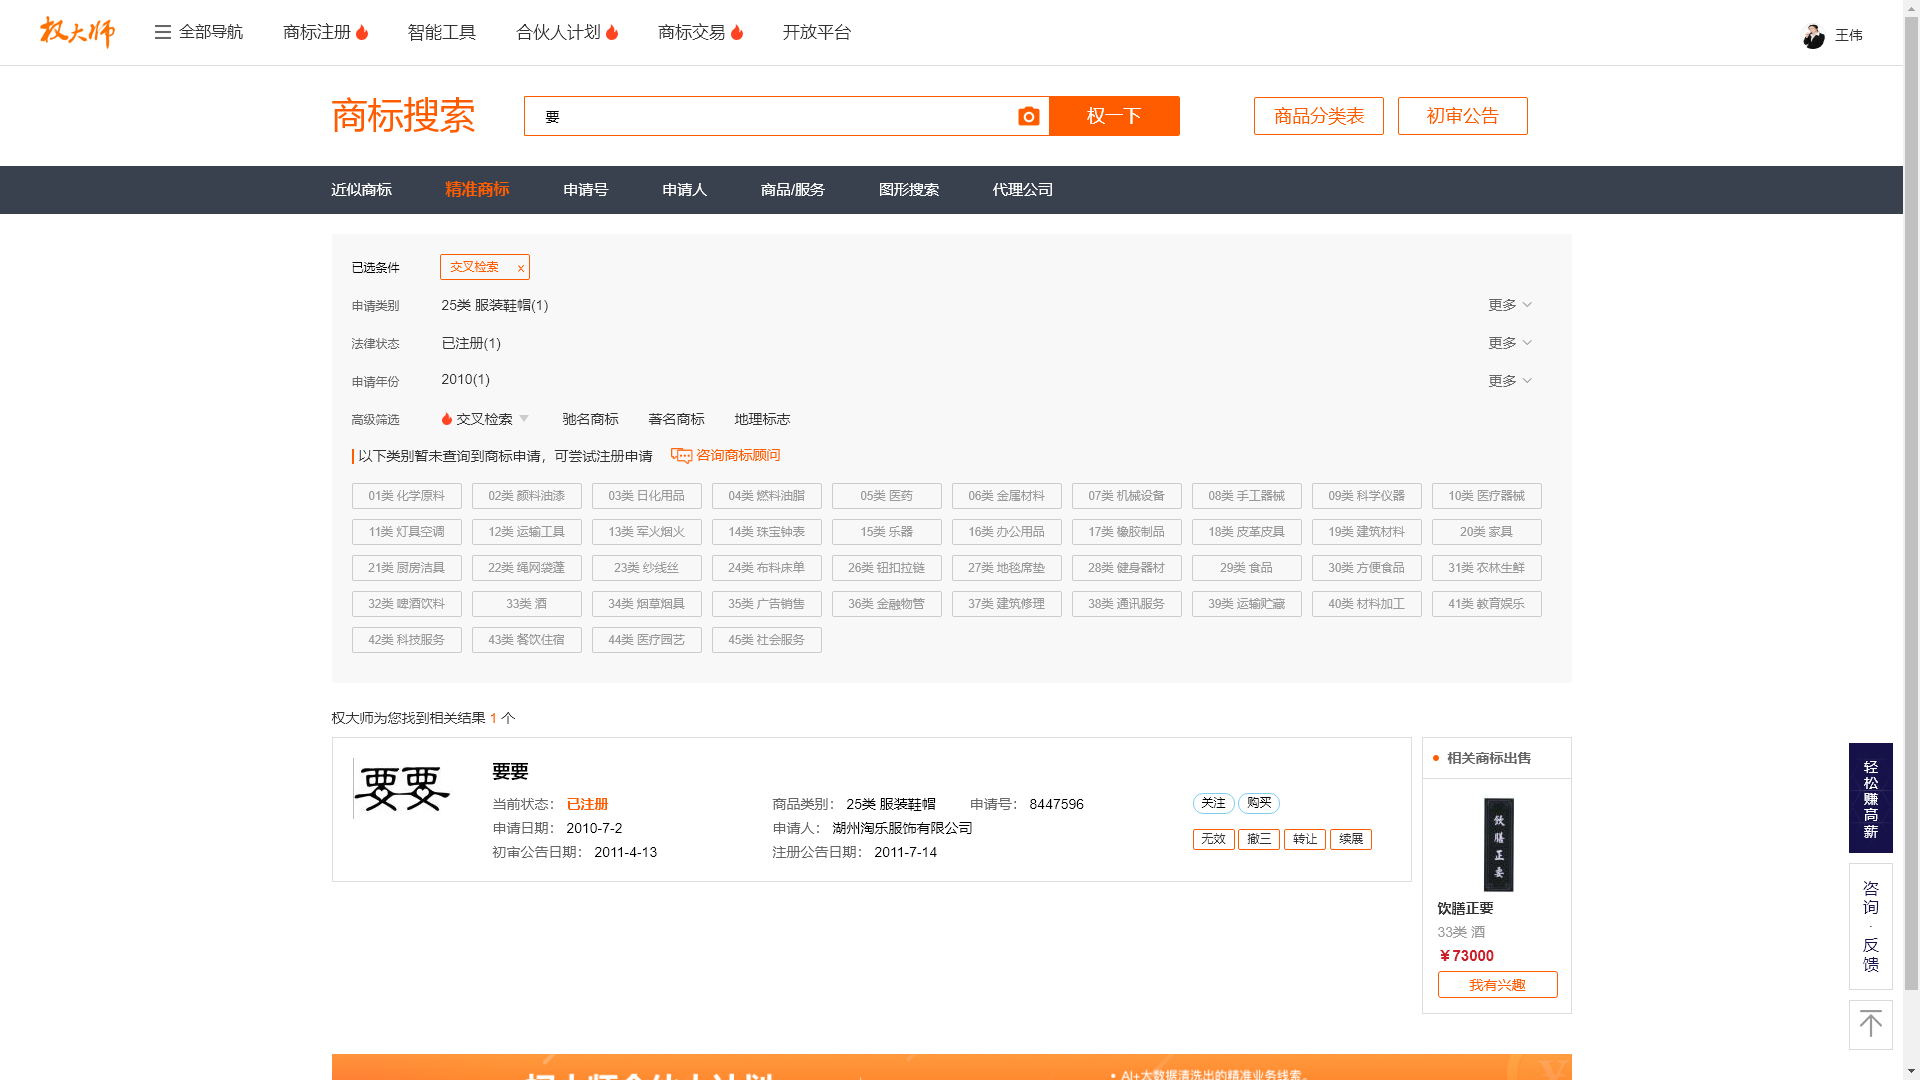 权大师 全部导航 商标注册 智能工具 合伙人计划 商标交易 开放平台 王伟
商标搜索 要 权一下 商品分类表 初审公告
近似商标 精准商标 申请号 申请人 商品/服务 图形搜索 代理公司
已选条件 交叉检索 x
申请类别 25类 服装鞋帽(1) 更多
法律状态 已注册(1) 更多
申请年份 2010(1) 更多
高级筛选 交叉检索 驰名商标 著名商标 地理标志
以下类别暂未查询到商标申请，可尝试注册申请 咨询商标顾问
01类 化学原料 02类 颜料油漆 03类 日化用品 04类 燃料油脂 05类 医药 06类 金属材料 07类 机械设备 08类 手工器械 09类 科学仪器 10类 医疗器械
11类 灯具空调 12类 运输工具 13类 军火烟火 14类 珠宝钟表 15类 乐器 16类 办公用品 17类 橡胶制品 18类 皮革皮具 19类 建筑材料 20类 家具
21类 厨房洁具 22类 绳网袋蓬 23类 纱线丝 24类 布料床单 26类 钮扣拉链 27类 地毯席垫 28类 健身器材 29类 食品 30类 方便食品 31类 农林生鲜
32类 啤酒饮料 33类 酒 34类 烟草烟具 35类 广告销售 36类 金融物管 37类 建筑修理 38类 通讯服务 39类 运输贮藏 40类 材料加工 41类 教育娱乐
42类 科技服务 43类 餐饮住宿 44类 医疗园艺 45类 社会服务
权大师为您找到相关结果 1 个
要要
要要
当前状态： 已注册 商品类别： 25类 服装鞋帽 申请号： 8447596
申请日期： 2010-7-2 申请人： 湖州淘乐服饰有限公司
初审公告日期： 2011-4-13 注册公告日期： 2011-7-14
关注 购买
无效 撤三 转让 续展
相关商标出售
饮膳正要
饮膳正要
33类 酒
￥73000
我有兴趣
轻松赚高薪
咨询·反馈
权大师合伙人计划
• AI+大数据清洗出的精准业务线索。